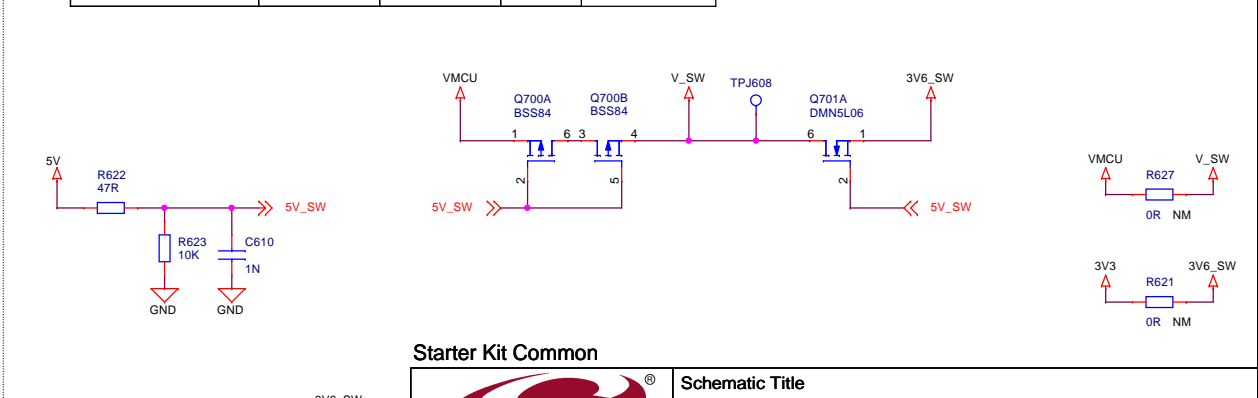 VMCU
V_SW
TPJ608
3V6_SW
Q700A
BSS84
Q700B
BSS84
Q701A
DMN5L06
1
6
3
4
6
1
2
5
2
5V_SW
5V_SW
5V
R622
47R
5V_SW
R623
10K
C610
1N
GND
GND
VMCU
V_SW
R627
0R NM
3V3
3V6_SW
R621
0R NM
Starter Kit Common
®
Schematic Title